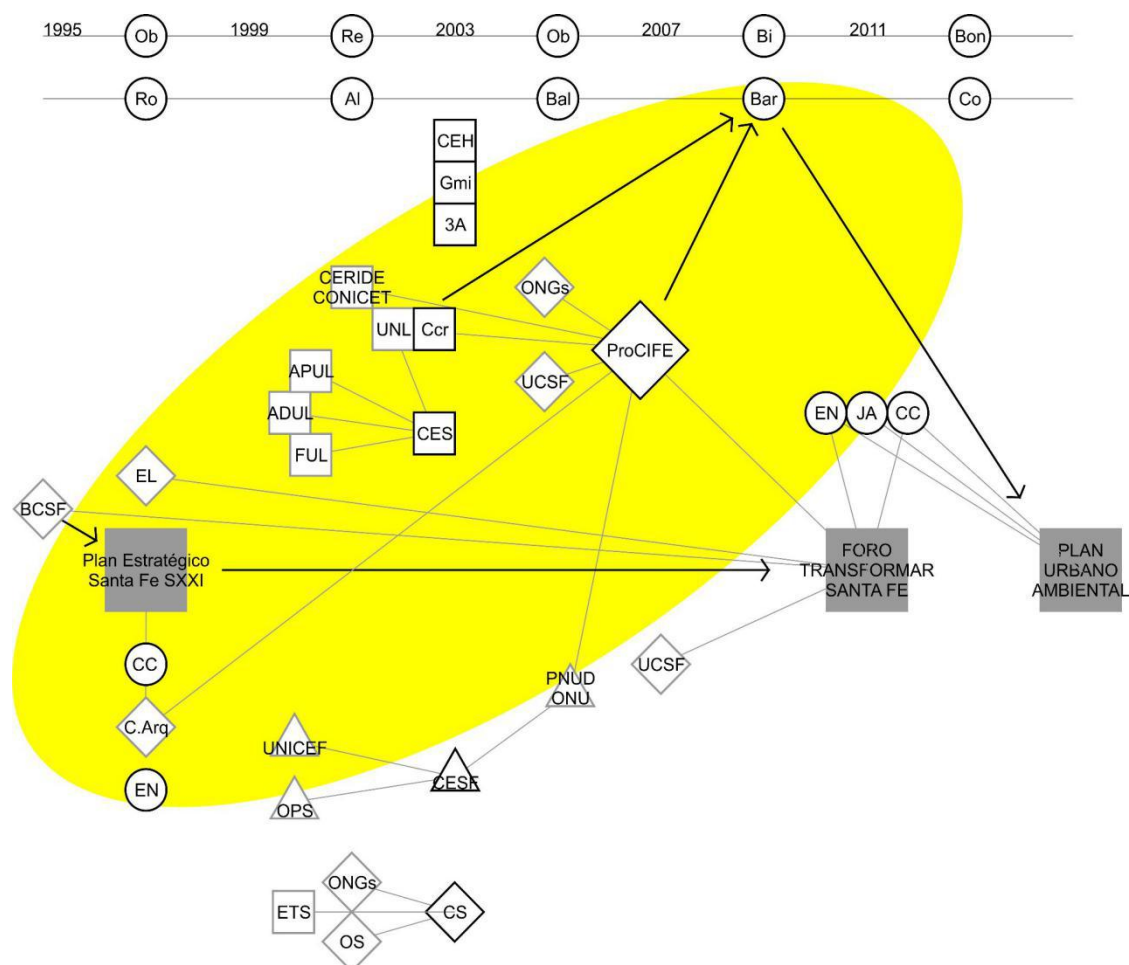 1995 Ob 1999 Re 2003 Ob 2007 Bi 2011 Bon
Ro Al Bal Bar Co
CEH
Gmi
3A
CERIDE
CONICET
ONGs
UNL Ccr
ProCIFE
APUL
UCSF
ADUL
CES
FUL
EN JA CC
EL
BCSF
Plan Estratégico
Santa Fe SXXI
FORO
TRANSFORMAR
SANTA FE
PLAN
URBANO
AMBIENTAL
CC
UCSF
PNUD
ONU
C.Arq
UNICEF
CESF
EN
OPS
ONGs
ETS
CS
OS